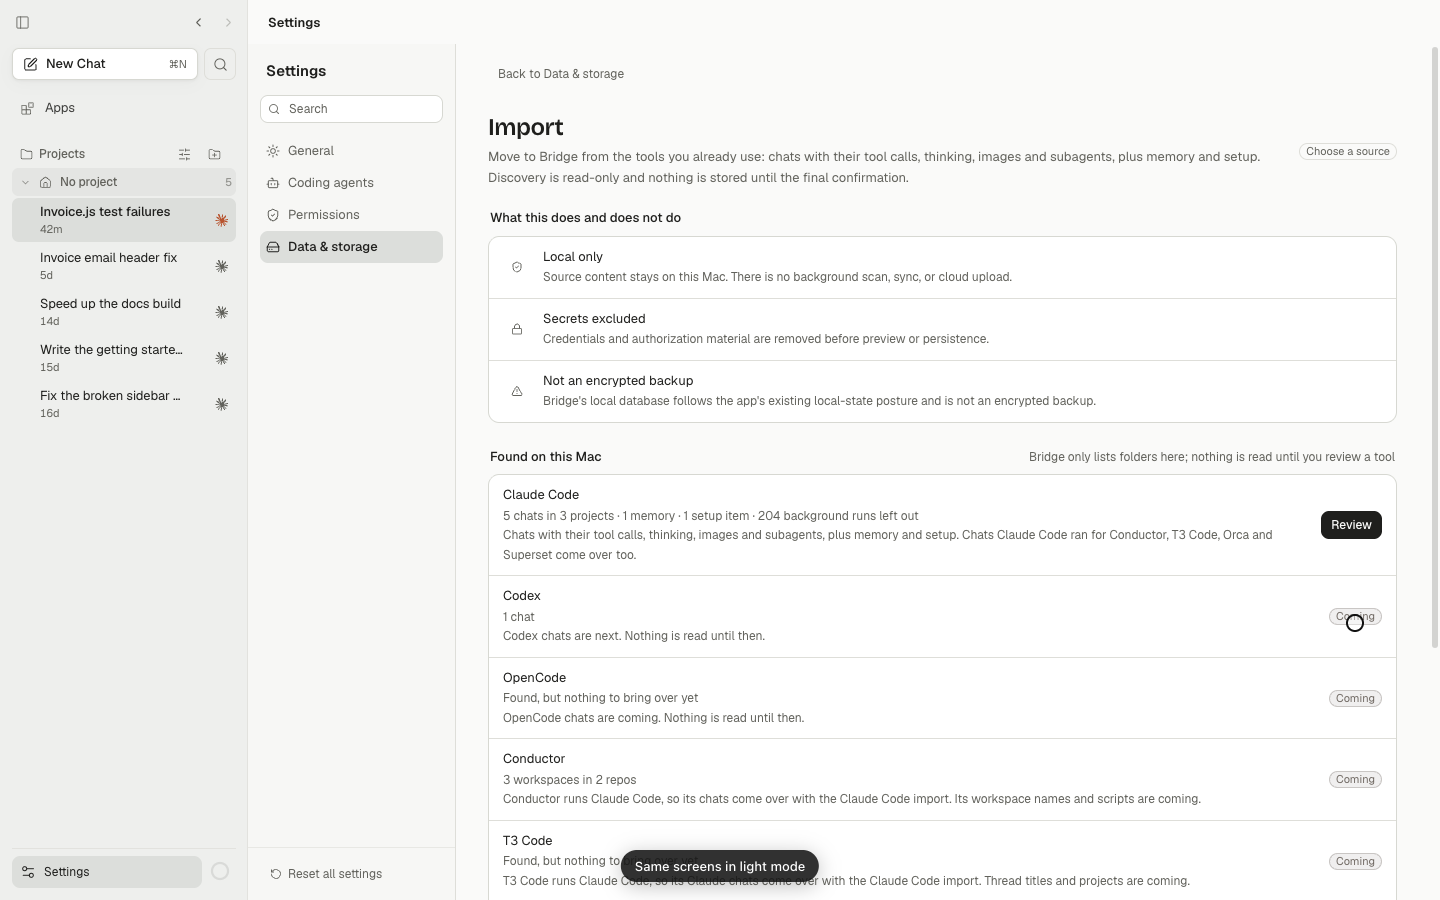 Settings
New Chat
⌘N
Apps
Projects
No project
5
Invoice.js test failures
42m
Invoice email header fix
5d
Speed up the docs build
14d
Write the getting starte...
15d
Fix the broken sidebar ...
16d
Settings
Settings
Search
General
Coding agents
Permissions
Data & storage
Reset all settings
Back to Data & storage
Import
Move to Bridge from the tools you already use: chats with their tool calls, thinking, images and subagents, plus memory and setup.
Discovery is read-only and nothing is stored until the final confirmation.
Choose a source
What this does and does not do
Local only
Source content stays on this Mac. There is no background scan, sync, or cloud upload.
Secrets excluded
Credentials and authorization material are removed before preview or persistence.
Not an encrypted backup
Bridge's local database follows the app's existing local-state posture and is not an encrypted backup.
Found on this Mac
Bridge only lists folders here; nothing is read until you review a tool
Claude Code
5 chats in 3 projects · 1 memory · 1 setup item · 204 background runs left out
Chats with their tool calls, thinking, images and subagents, plus memory and setup. Chats Claude Code ran for Conductor, T3 Code, Orca and
Superset come over too.
Review
Codex
1 chat
Codex chats are next. Nothing is read until then.
Coming
OpenCode
Found, but nothing to bring over yet
OpenCode chats are coming. Nothing is read until then.
Coming
Conductor
3 workspaces in 2 repos
Conductor runs Claude Code, so its chats come over with the Claude Code import. Its workspace names and scripts are coming.
Coming
T3 Code
Found, but nothing to bring over yet
T3 Code runs Claude Code, so its Claude chats come over with the Claude Code import. Thread titles and projects are coming.
Coming
Same screens in light mode